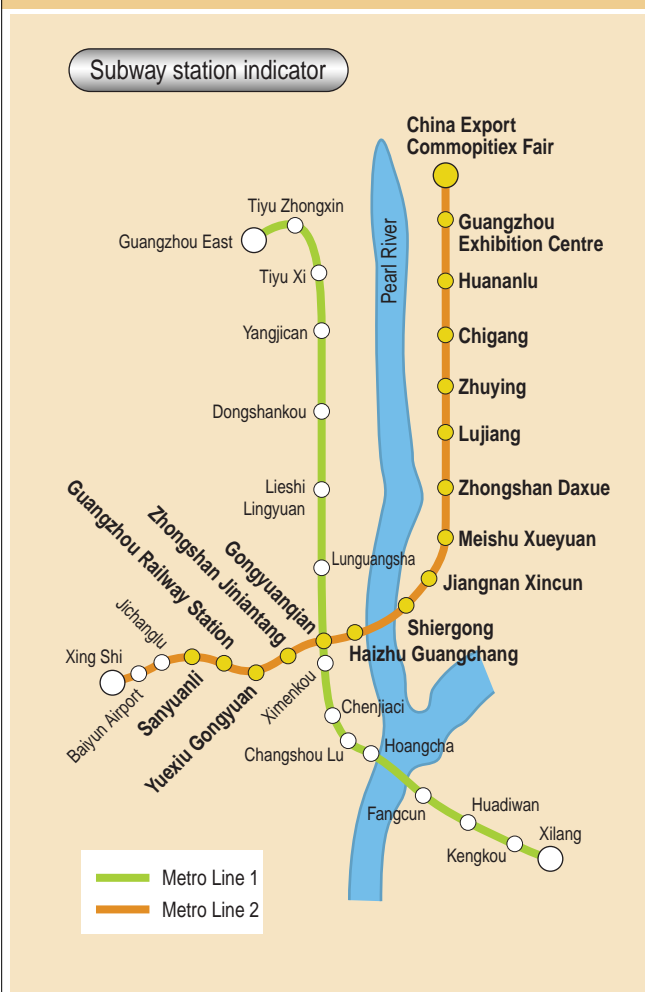 Subway station indicator
China Export
Commopitiex Fair
Tiyu Zhongxin
Guangzhou East
Guangzhou
Exhibition Centre
Pearl River
Tiyu Xi
Huananlu
Yangjican
Chigang
Zhuying
Dongshankou
Lujiang
Lieshi
Lingyuan
Zhongshan Daxue
Guangzhou Railway Station
Zhongshan Jiniantang
Gongyuanqian
Meishu Xueyuan
Lunguangsha
Jiangnan Xincun
Jichanglu
Shiergong
Xing Shi
Haizhu Guangchang
Baiyun Airport
Sanyuanli
Yuexiu Gongyuan
Ximenkou
Chenjiaci
Changshou Lu
Hoangcha
Fangcun
Huadiwan
Xilang
Kengkou
Metro Line 1
Metro Line 2